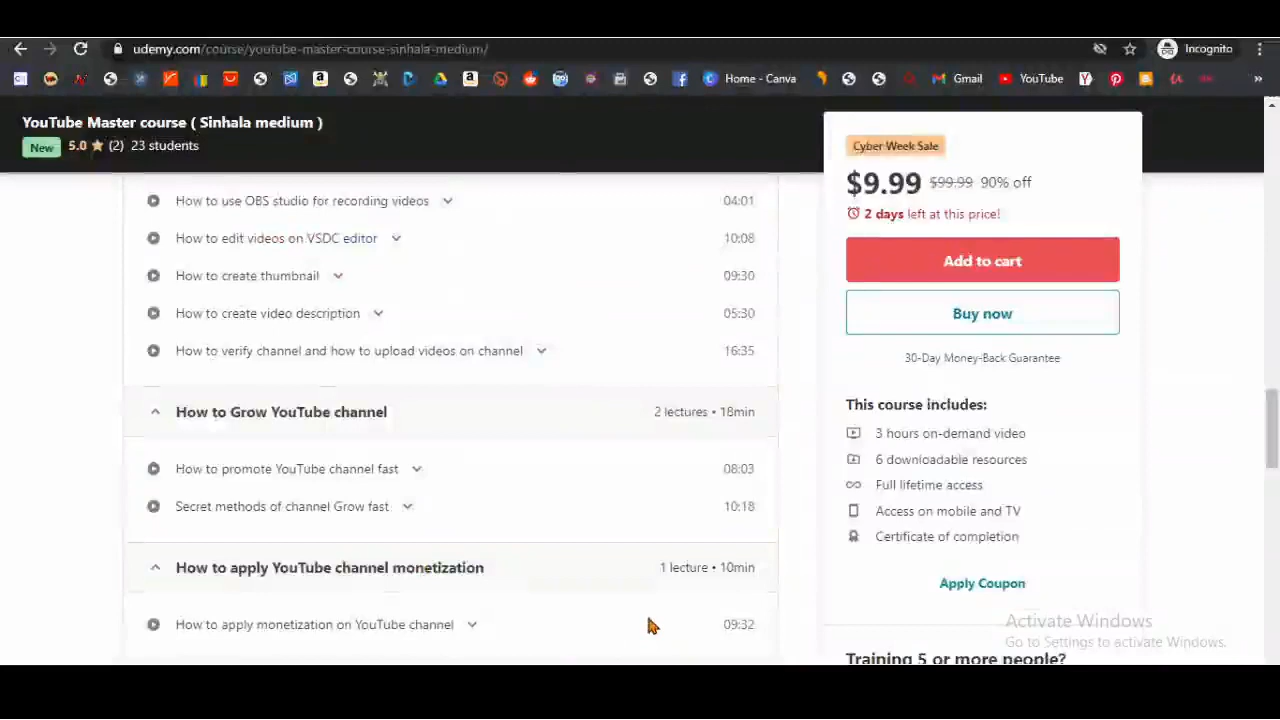 udemy.com/course/youtube-master-course-sinhala-medium/
Incognito
Home - Canva
Gmail
YouTube
YouTube Master course ( Sinhala medium )
New 5.0 (2) 23 students
How to use OBS studio for recording videos 04:01
How to edit videos on VSDC editor 10:08
How to create thumbnail 09:30
How to create video description 05:30
How to verify channel and how to upload videos on channel 16:35
How to Grow YouTube channel 2 lectures • 18min
How to promote YouTube channel fast 08:03
Secret methods of channel Grow fast 10:18
How to apply YouTube channel monetization 1 lecture • 10min
How to apply monetization on YouTube channel 09:32
Cyber Week Sale
$9.99 $99.99 90% off
2 days left at this price!
Add to cart
Buy now
30-Day Money-Back Guarantee
This course includes:
3 hours on-demand video
6 downloadable resources
Full lifetime access
Access on mobile and TV
Certificate of completion
Apply Coupon
Activate Windows
Go to Settings to activate Windows.
Training 5 or more people?